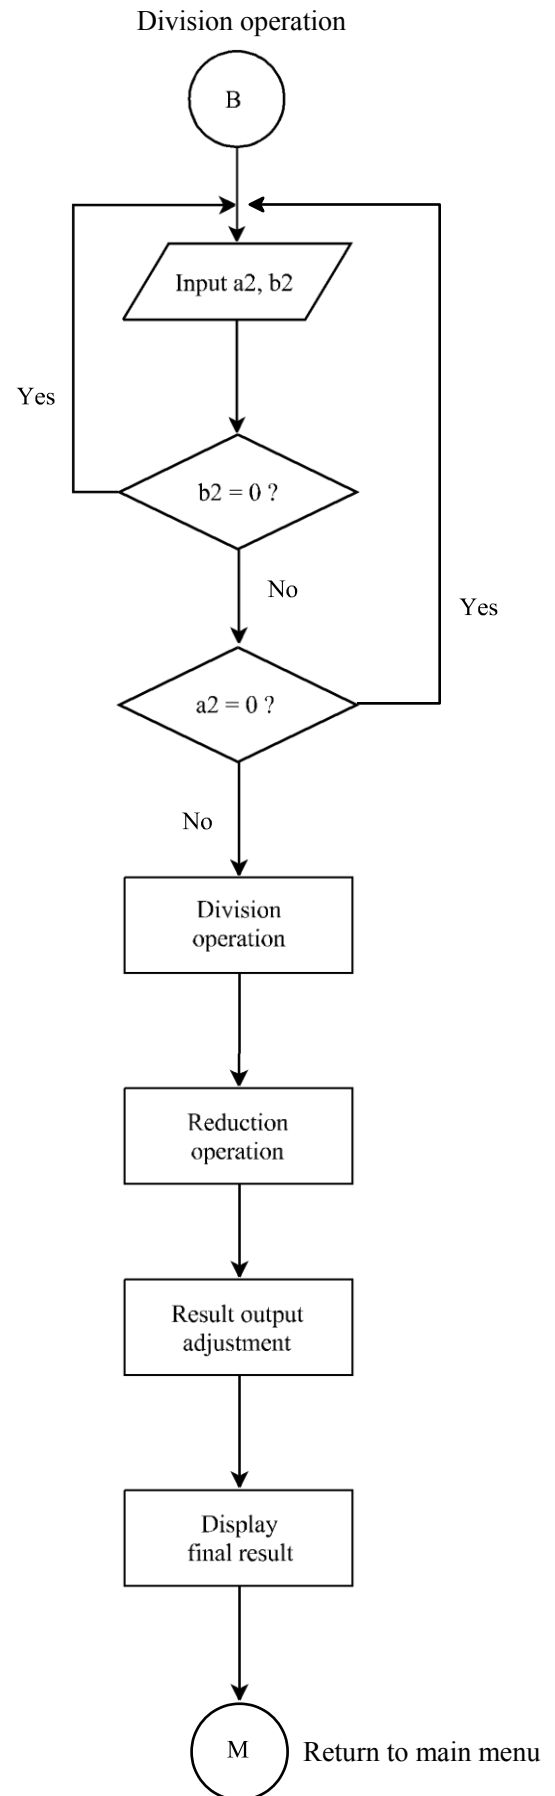 Division operation
B
Input a2, b2
Yes
b2 = 0 ?
No
Yes
a2 = 0 ?
No
Division
operation
Reduction
operation
Result output
adjustment
Display
final result
M
Return to main menu